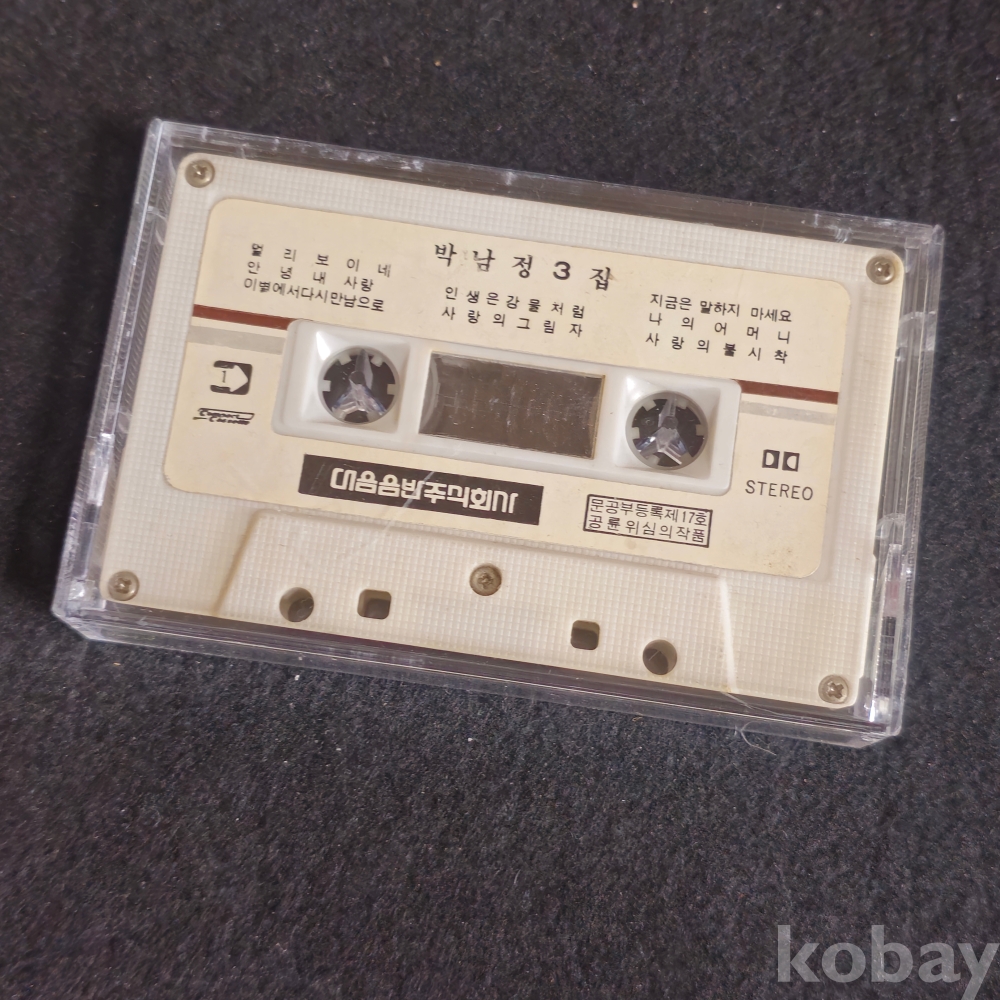 박남정 3 집
멀리보이네
안녕내사랑
이별에서다시만남으로
인생은강물처럼
사랑의그림자
지금은 말하지 마세요
나의어머니
사랑의불시착
I
STEREO
대음음반주식회사
문공부등록제17호
공륜위심의작품
kobay